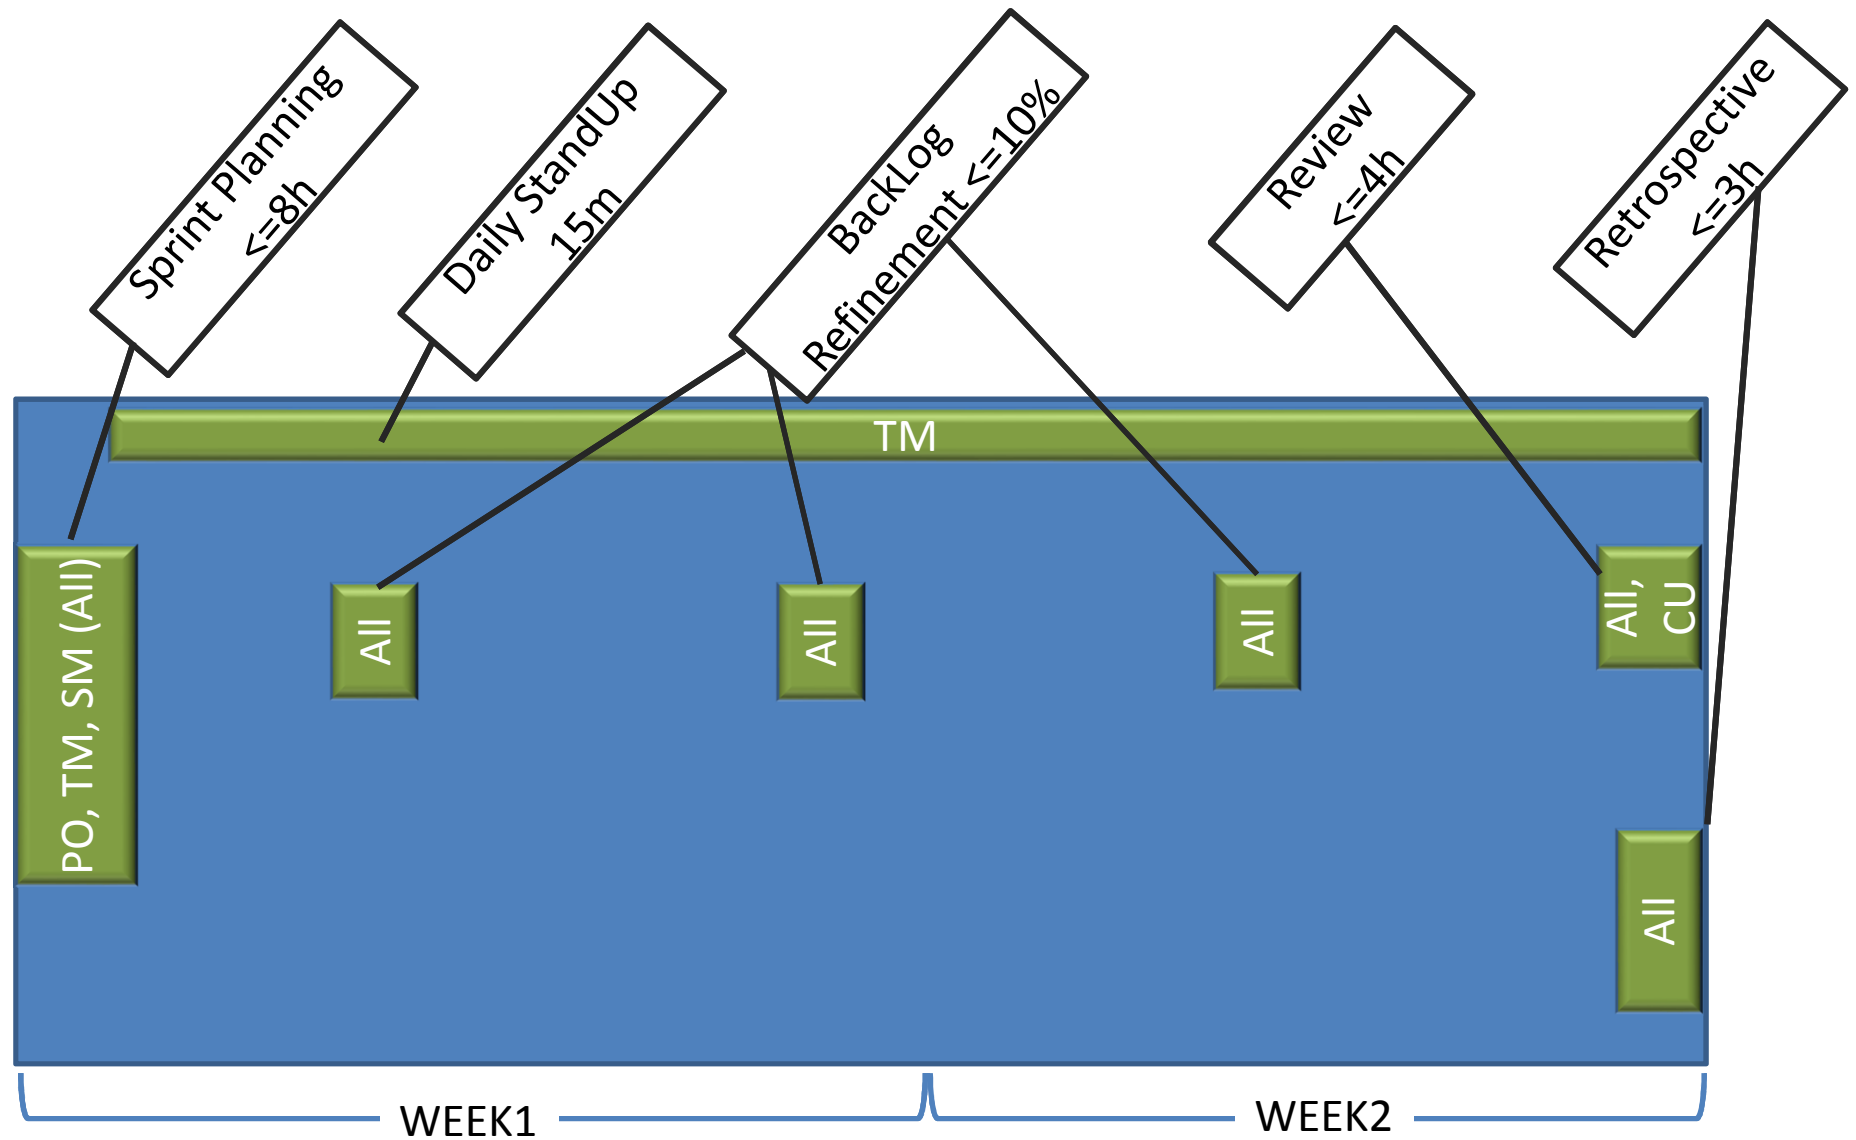 Sprint Planning
<=8h
Daily StandUp
15m
BackLog
Refinement <=10%
Review
<=4h
Retrospective
<=3h
TM
PO, TM, SM (All)
All
All
All
All,
CU
All
WEEK1
WEEK2